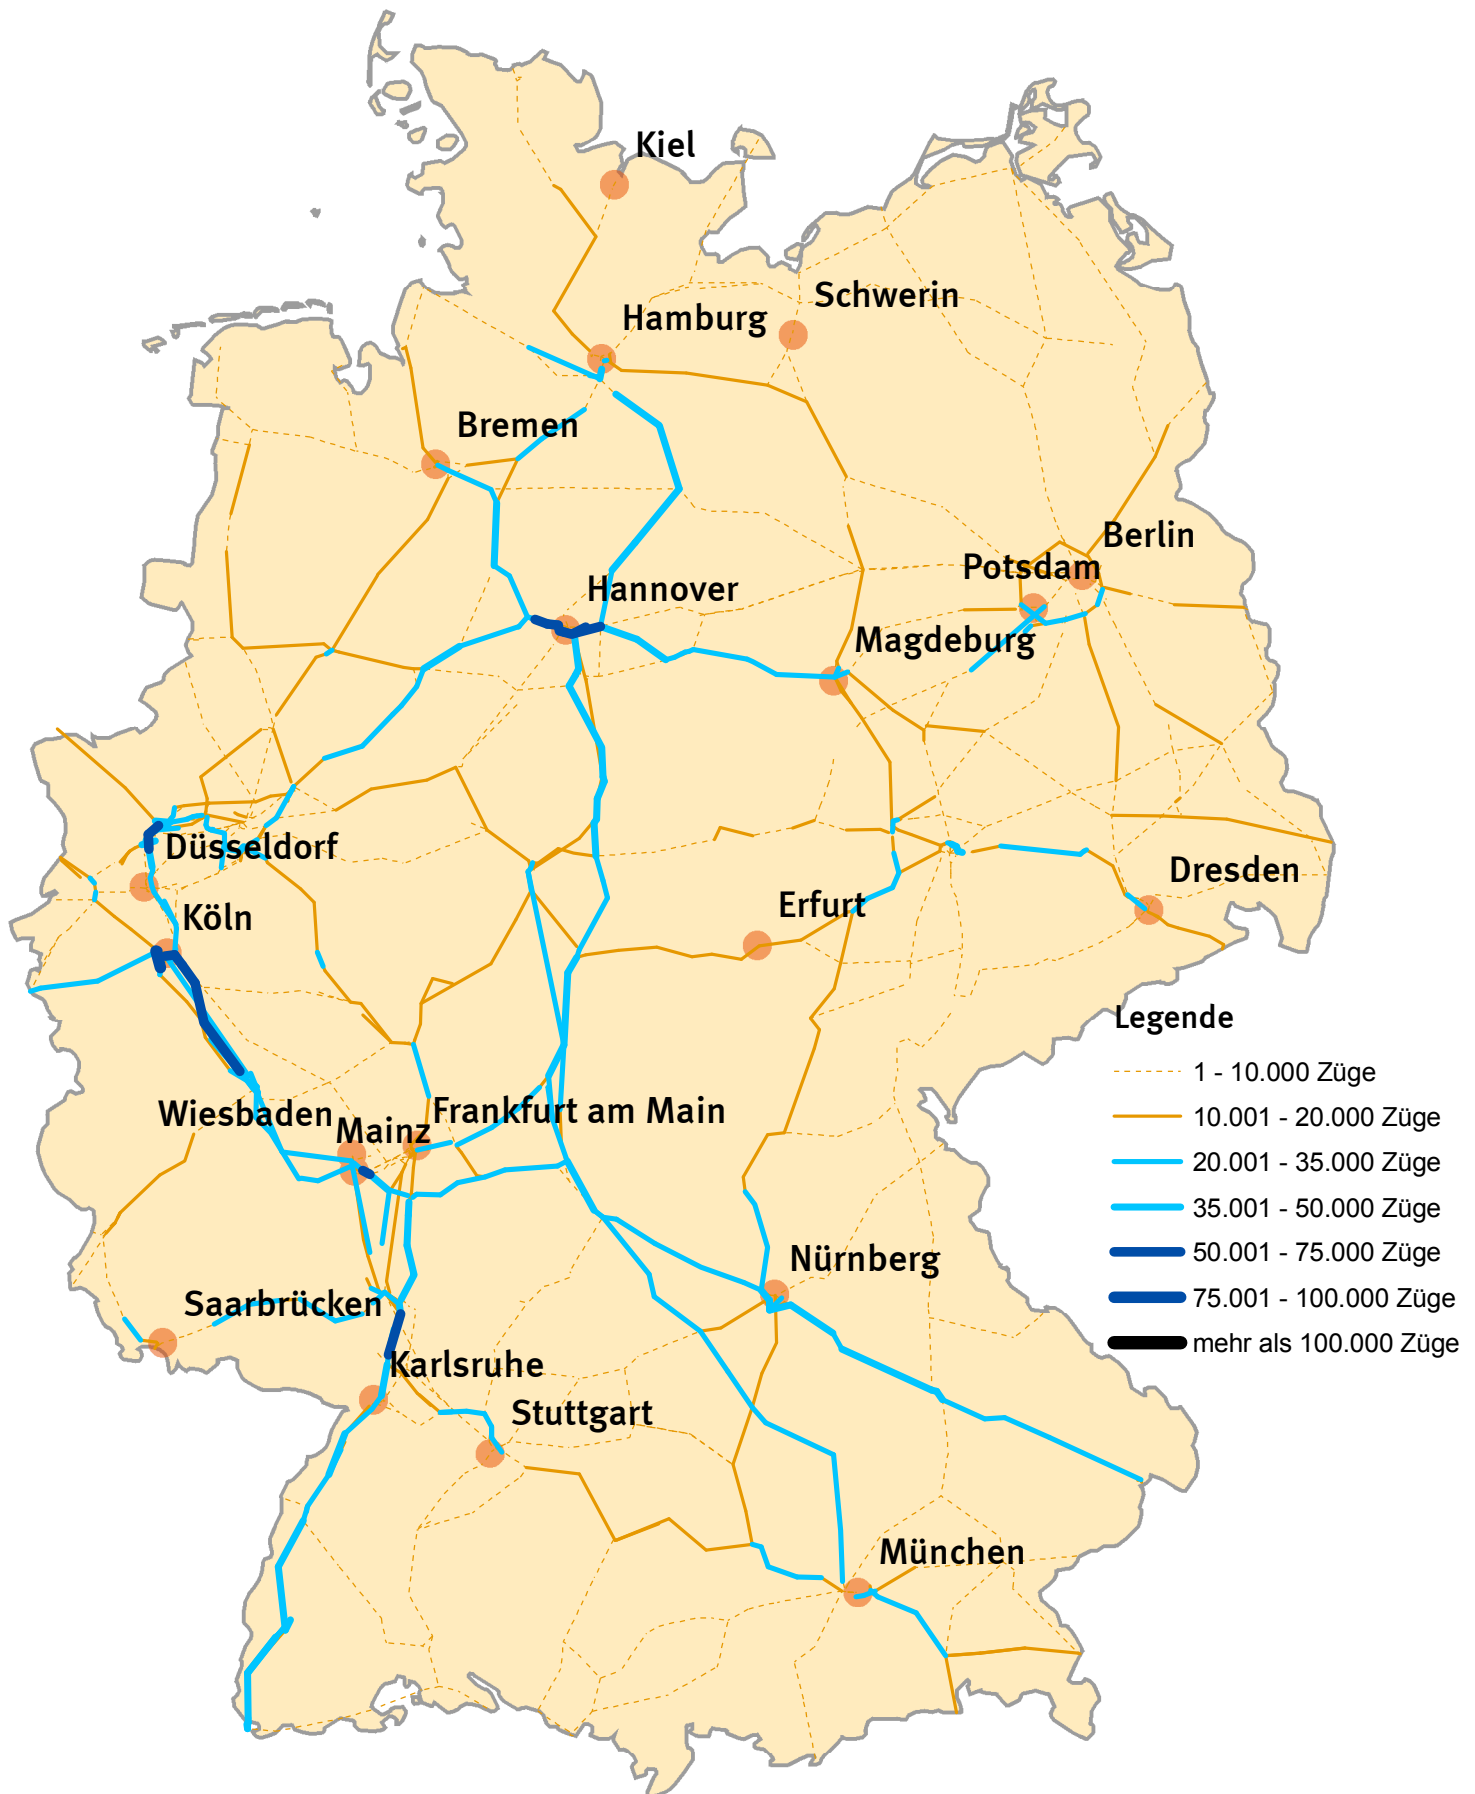 Kiel
Schwerin
Hamburg
Bremen
Berlin
Potsdam
Hannover
Magdeburg
Düsseldorf
Dresden
Erfurt
Köln
Legende
1 - 10.000 Züge
10.001 - 20.000 Züge
20.001 - 35.000 Züge
35.001 - 50.000 Züge
50.001 - 75.000 Züge
75.001 - 100.000 Züge
mehr als 100.000 Züge
Wiesbaden
Frankfurt am Main
Mainz
Nürnberg
Saarbrücken
Karlsruhe
Stuttgart
München